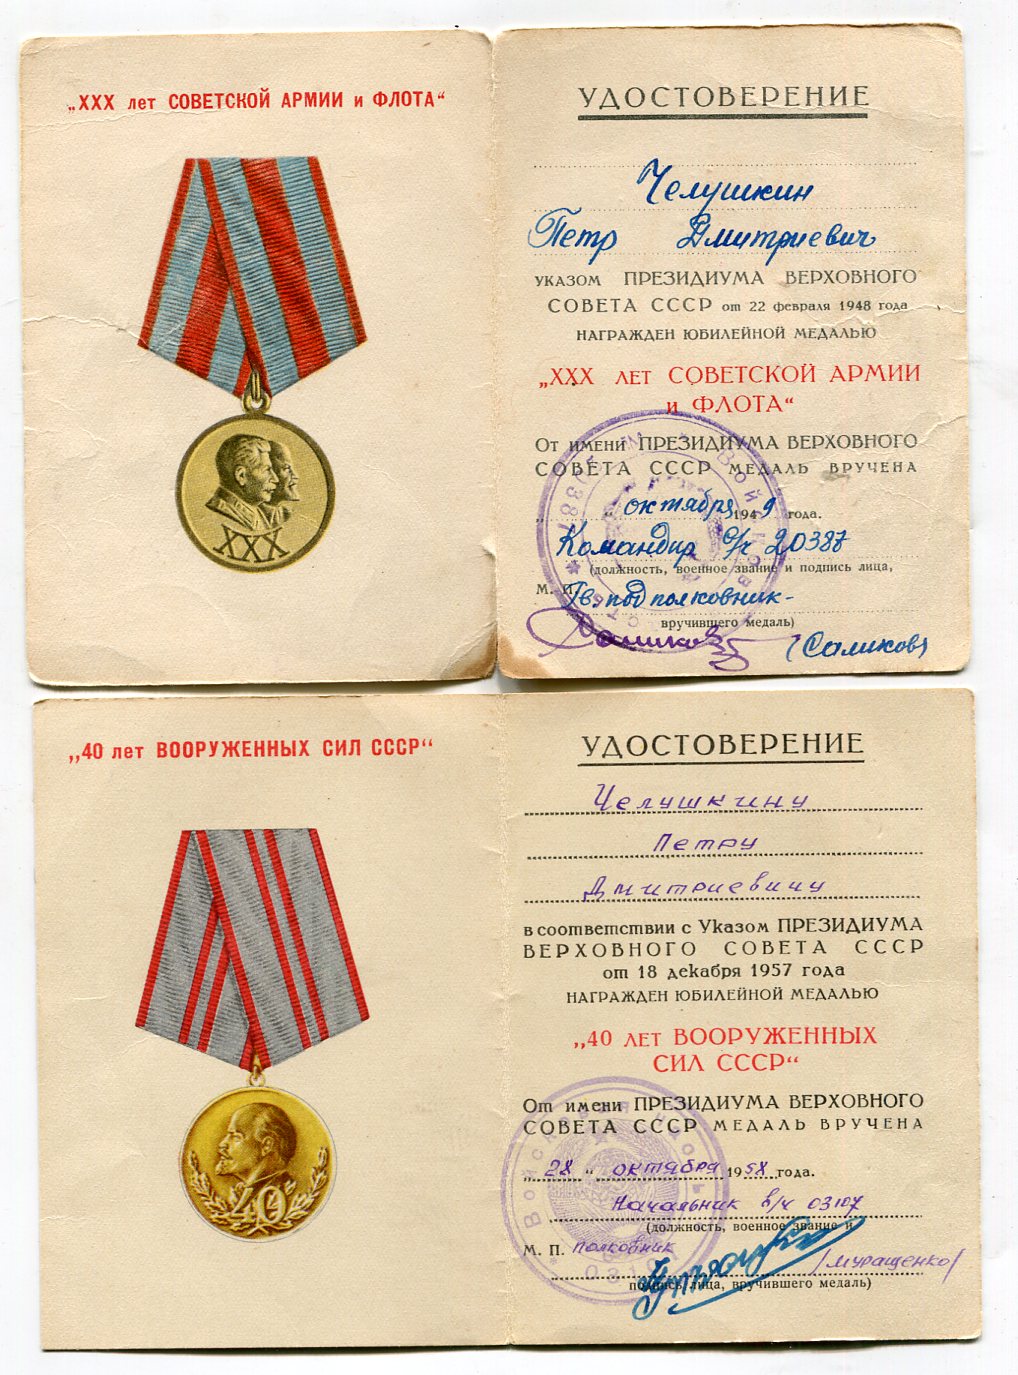 „XXX лет СОВЕТСКОЙ АРМИИ и ФЛОТА“
XXX
УДОСТОВЕРЕНИЕ
Челушкин
Петр Дмитриевич
УКАЗОМ ПРЕЗИДИУМА ВЕРХОВНОГО
СОВЕТА СССР от 22 февраля 1948 года
НАГРАЖДЕН ЮБИЛЕЙНОЙ МЕДАЛЬЮ
„XXX ЛЕТ СОВЕТСКОЙ АРМИИ
и ФЛОТА“
От имени ПРЕЗИДИУМА ВЕРХОВНОГО
СОВЕТА СССР МЕДАЛЬ ВРУЧЕНА
„ “ октября 1949 года.
Командир в/ч 20387
(должность, военное звание и подпись лица,
М. П. Гв. подполковник -
вручившего медаль)
(Саликов)
„40 лет ВООРУЖЕННЫХ СИЛ СССР“
40
УДОСТОВЕРЕНИЕ
Челушкину
Петру
Дмитриевичу
в соответствии с Указом ПРЕЗИДИУМА
ВЕРХОВНОГО СОВЕТА СССР
от 18 декабря 1957 года
НАГРАЖДЕН ЮБИЛЕЙНОЙ МЕДАЛЬЮ
„40 ЛЕТ ВООРУЖЕННЫХ
СИЛ СССР“
От имени ПРЕЗИДИУМА ВЕРХОВНОГО
СОВЕТА СССР МЕДАЛЬ ВРУЧЕНА
„28“ октября 1958 года.
Начальник в/ч 03107
(должность, военное звание и
М. П. полковник
/Муращенко/
подпись лица, вручившего медаль)